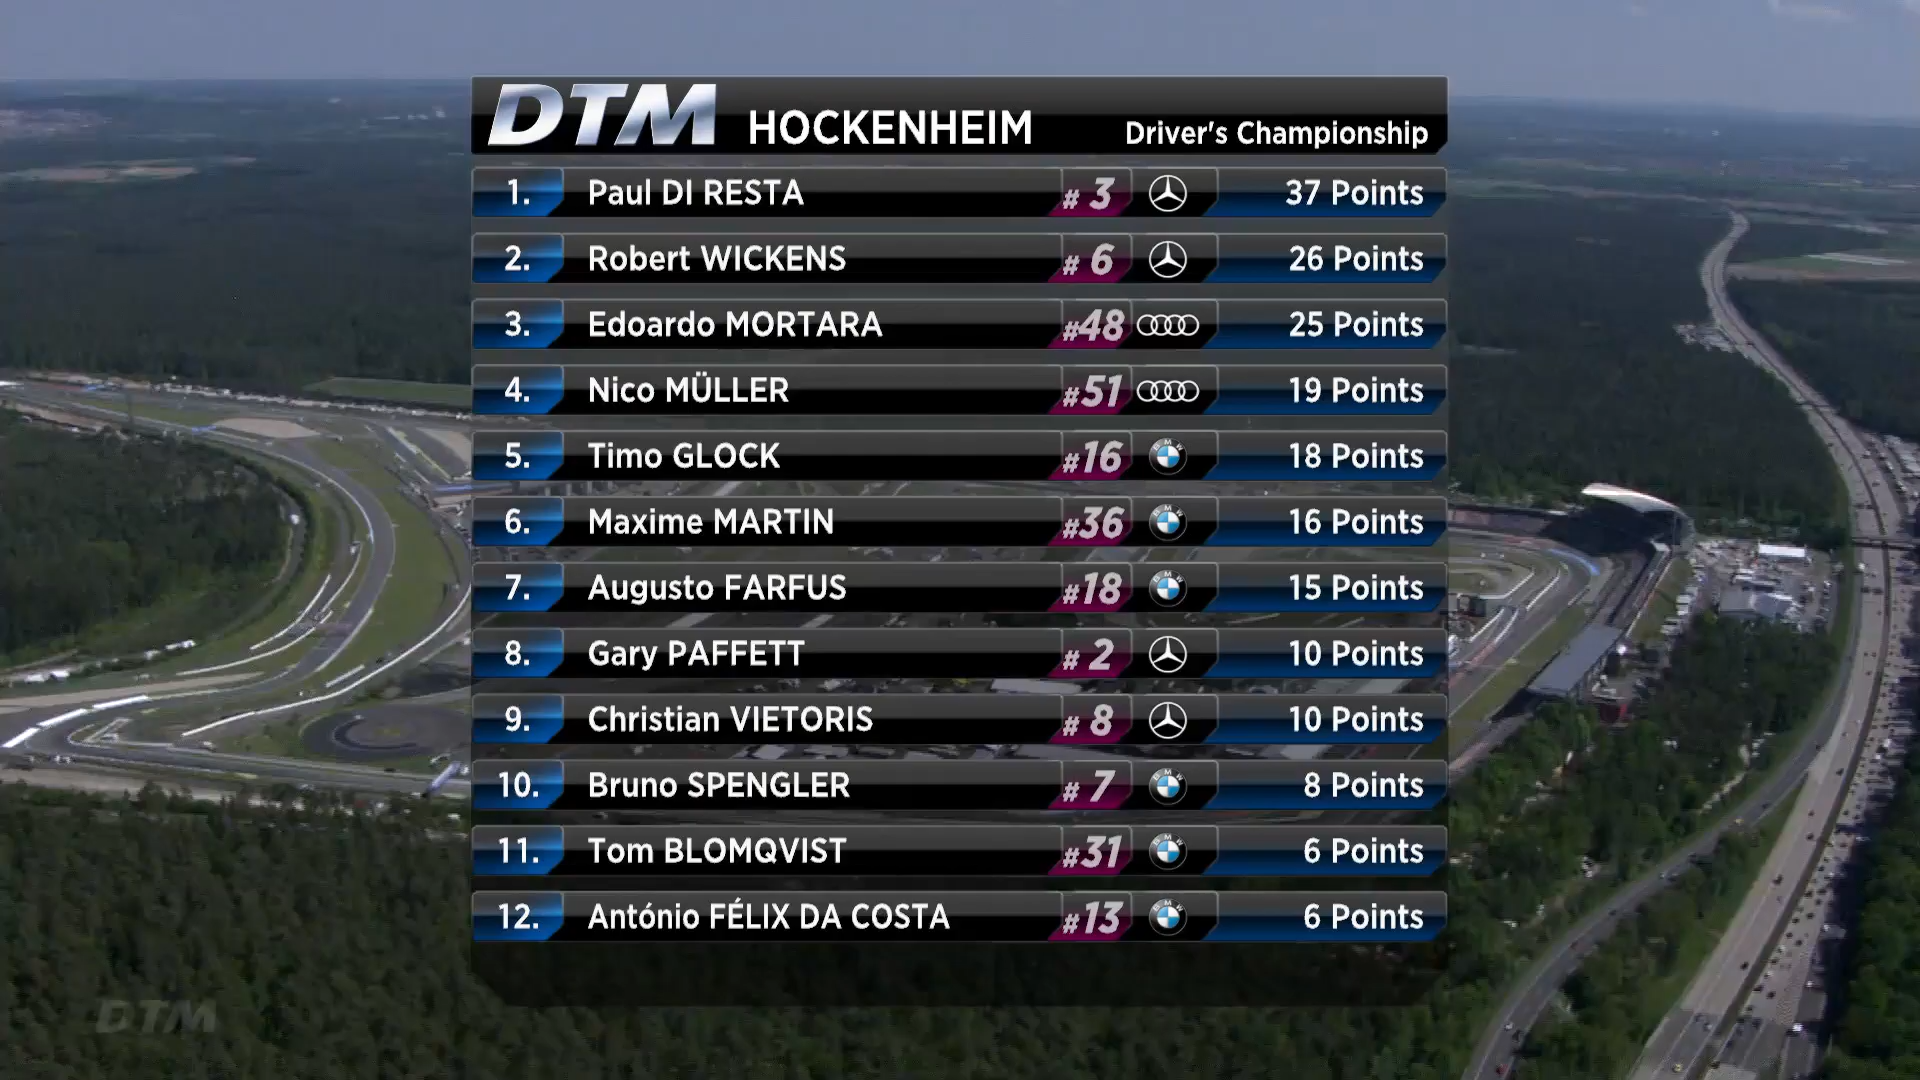 DTM HOCKENHEIM Driver's Championship
1. Paul DI RESTA # 3 37 Points
2. Robert WICKENS # 6 26 Points
3. Edoardo MORTARA #48 25 Points
4. Nico MÜLLER #51 19 Points
5. Timo GLOCK #16 18 Points
6. Maxime MARTIN #36 16 Points
7. Augusto FARFUS #18 15 Points
8. Gary PAFFETT # 2 10 Points
9. Christian VIETORIS # 8 10 Points
10. Bruno SPENGLER # 7 8 Points
11. Tom BLOMQVIST #31 6 Points
12. António FÉLIX DA COSTA #13 6 Points
DTM